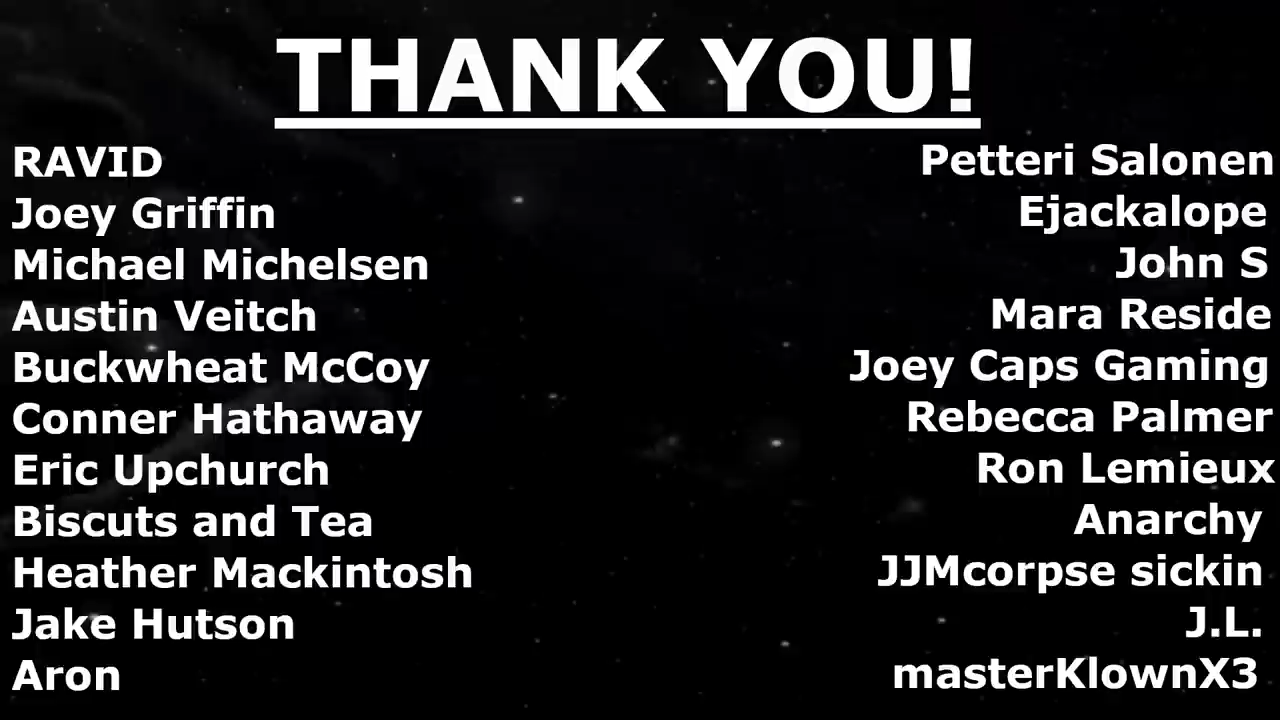 THANK YOU!
RAVID
Joey Griffin
Michael Michelsen
Austin Veitch
Buckwheat McCoy
Conner Hathaway
Eric Upchurch
Biscuts and Tea
Heather Mackintosh
Jake Hutson
Aron
Petteri Salonen
Ejackalope
John S
Mara Reside
Joey Caps Gaming
Rebecca Palmer
Ron Lemieux
Anarchy
JJMcorpse sickin
J.L.
masterKlownX3